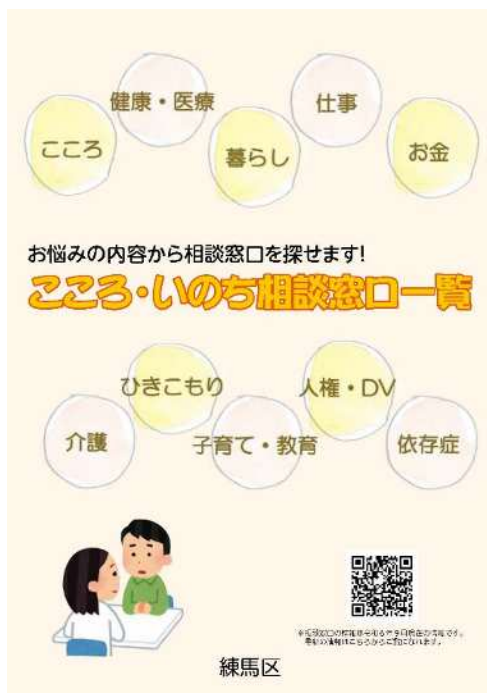 健康・医療
仕事
こころ
暮らし
お金
お悩みの内容から相談窓口を探せます!
こころ・いのち相談窓口一覧
ひきこもり
人権・DV
介護
子育て・教育
依存症
練馬区